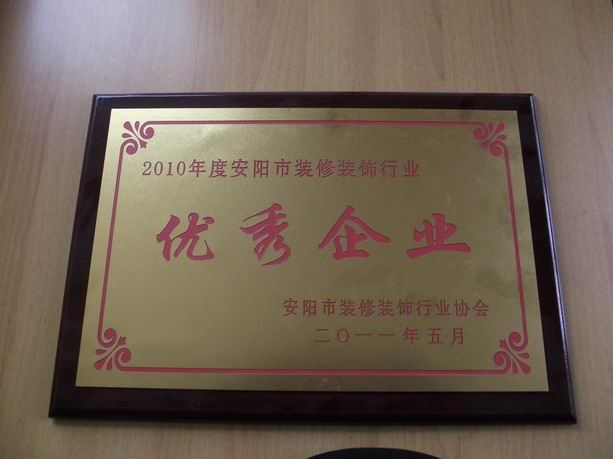 2010年度安阳市装修装饰行业
优秀企业
安阳市装修装饰行业协会
二〇一一年五月